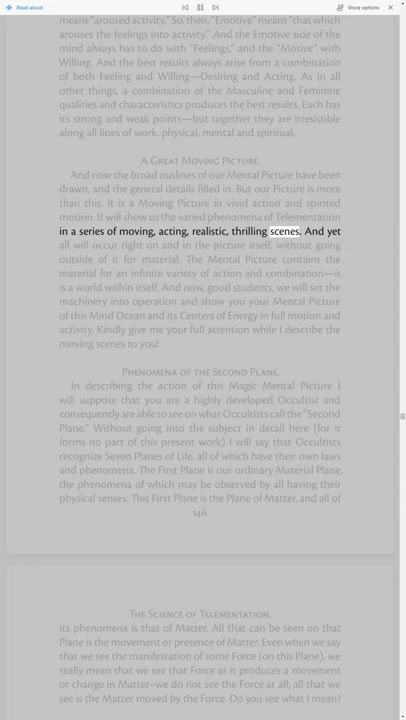 Read aloud
Voice options
means "aroused activity." So, then, "Emotive" means "that which
arouses the feelings into activity." And the Emotive side of the
mind always has to do with "Feelings," and the "Motive" with
Willing. And the best results always arise from a combination
of both Feeling and Willing—Desiring and Acting. As in all
other things, a combination of the Masculine and Feminine
qualities and characteristics produces the best results. Each has
its strong and weak points—but together they are irresistible
along all lines of work, physical, mental and spiritual.
A Great Moving Picture.
And now the broad outlines of our Mental Picture have been
drawn, and the general details filled in. But our Picture is more
than this. It is a Moving Picture in vivid action and spirited
motion. It will show us the varied phenomena of Telementation
in a series of moving, acting, realistic, thrilling scenes. And yet
all will occur right on and in the picture itself, without going
outside of it for material. The Mental Picture contains the
material for an infinite variety of action and combination—it
is a world within itself. And now, good students, we will set the
machinery into operation and show you your Mental Picture
of this Mind Ocean and its Centers of Energy in full motion and
activity. Kindly give me your full attention while I describe the
moving scenes to you!
Phenomena of the Second Plane.
In describing the action of this Magic Mental Picture I
will suppose that you are a highly developed Occultist and
consequently are able to see on what Occultists call the "Second
Plane." Without going into the subject in detail here (for it
forms no part of this present work) I will say that Occultists
recognize Seven Planes of Life, all of which have their own laws
and phenomena. The First Plane is our ordinary Material Plane,
the phenomena of which may be observed by all having their
physical senses. This First Plane is the Plane of Matter, and all of
146
The Science of Telementation.
its phenomena is that of Matter. All that can be seen on that
Plane is the movement or presence of Matter. Even when we say
that we see the manifestation of some Force (on this Plane), we
really mean that we see that Force as it produces a movement
or change in Matter—we do not see the Force at all; all that we
see is the Matter moved by the Force. Do you see what I mean?